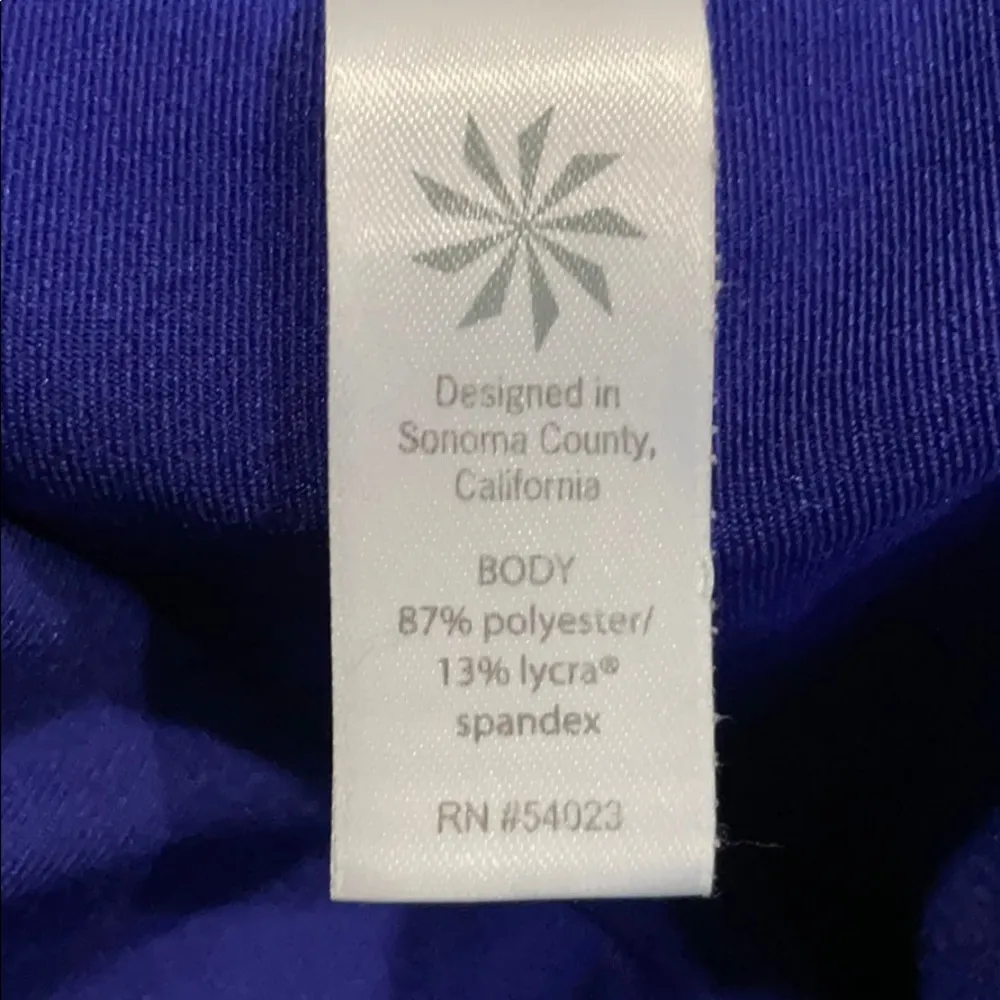 Designed in
Sonoma County,
California
BODY
87% polyester/
13% lycra®
spandex
RN #54023